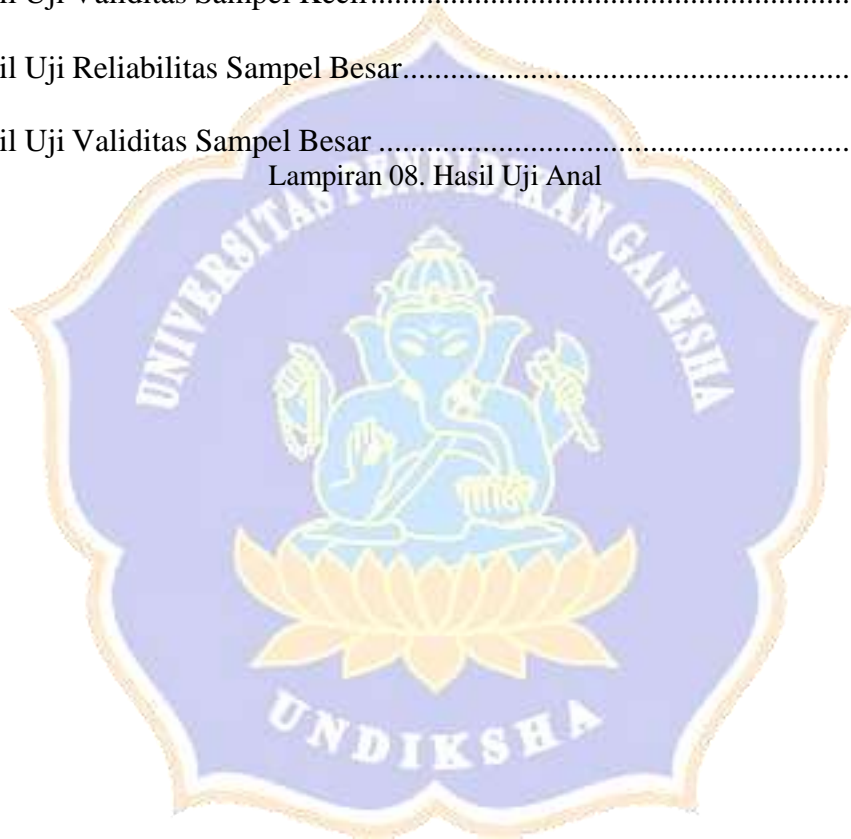 il Uji Validitas Sampel Kecil................................................................
il Uji Reliabilitas Sampel Besar............................................................
il Uji Validitas Sampel Besar ...............................................................
Lampiran 08. Hasil Uji Anal
UNIVERSITAS PENDIDIKAN GANESHA
UNDIKSHA